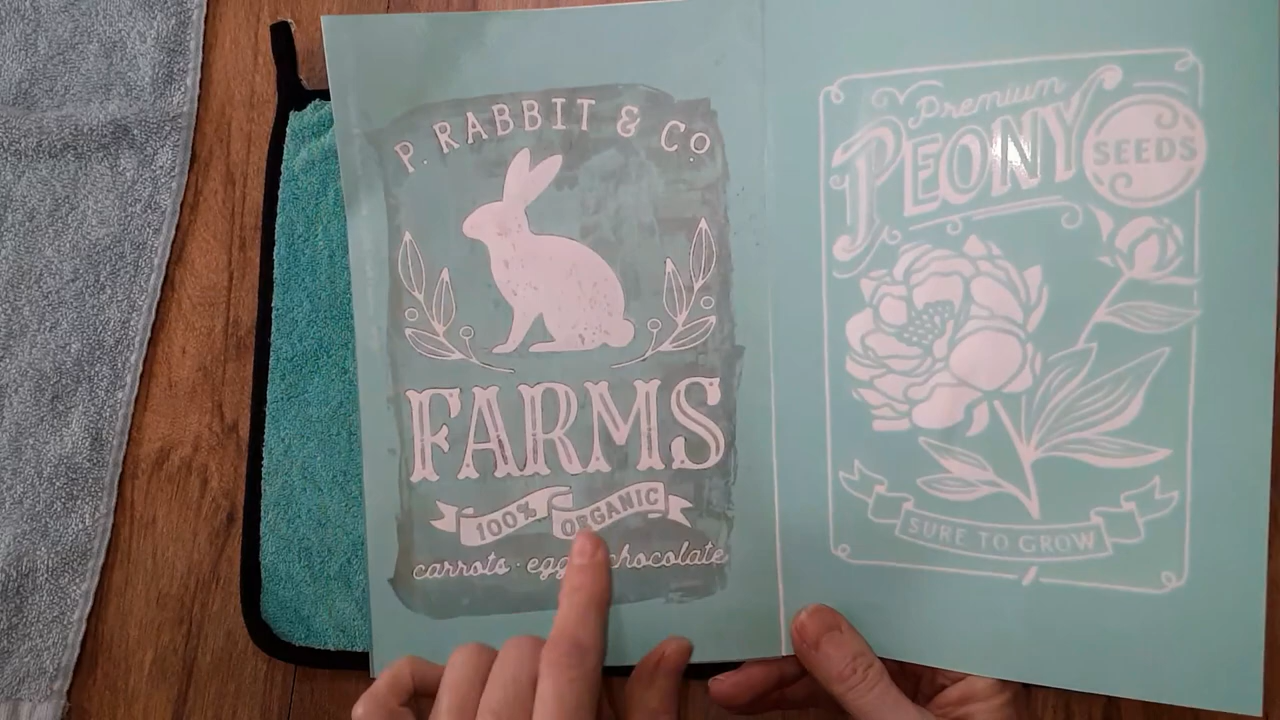 P. RABBIT & Co
FARMS
100% ORGANIC
carrots · eggs · chocolate
Premium
PEONY
SEEDS
SURE TO GROW